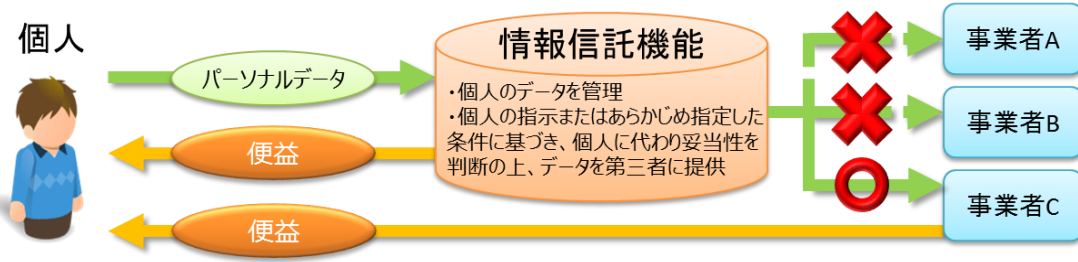 個人
パーソナルデータ
便益
便益
情報信託機能
・個人のデータを管理
・個人の指示またはあらかじめ指定した
条件に基づき、個人に代わり妥当性を
判断の上、データを第三者に提供
事業者A
事業者B
事業者C